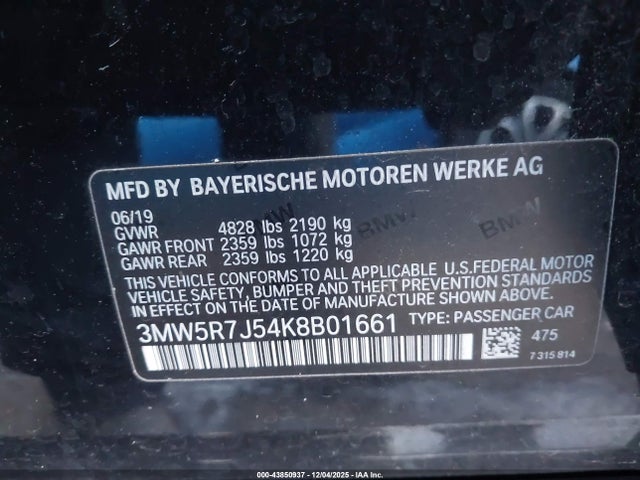 MFD BY BAYERISCHE MOTOREN WERKE AG
06/19
GVWR 4828 lbs 2190 kg
GAWR FRONT 2359 lbs 1072 kg
GAWR REAR 2359 lbs 1220 kg
THIS VEHICLE CONFORMS TO ALL APPLICABLE U.S.FEDERAL MOTOR
VEHICLE SAFETY, BUMPER AND THEFT PREVENTION STANDARDS
IN EFFECT ON THE DATE OF MANUFACTURE SHOWN ABOVE.
3MW5R7J54K8B01661 TYPE: PASSENGER CAR
475
7 315 814
BMW
BMW
BMW
000-43850937 - 12/04/2025 - IAA Inc.